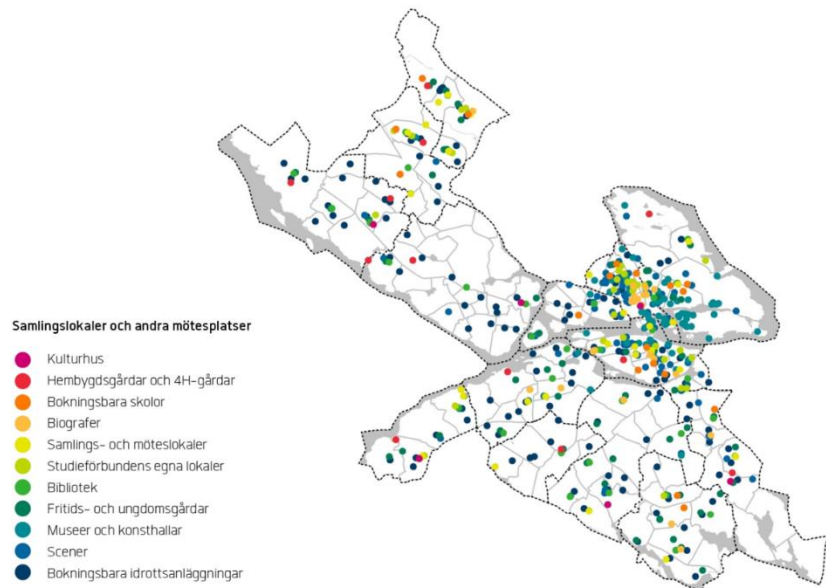 Samlingslokaler och andra mötesplatser
Kulturhus
Hembygdsgårdar och 4H-gårdar
Bokningsbara skolor
Biografer
Samlings- och möteslokaler
Studieförbundens egna lokaler
Bibliotek
Fritids- och ungdomsgårdar
Museer och konsthallar
Scener
Bokningsbara idrottsanläggningar